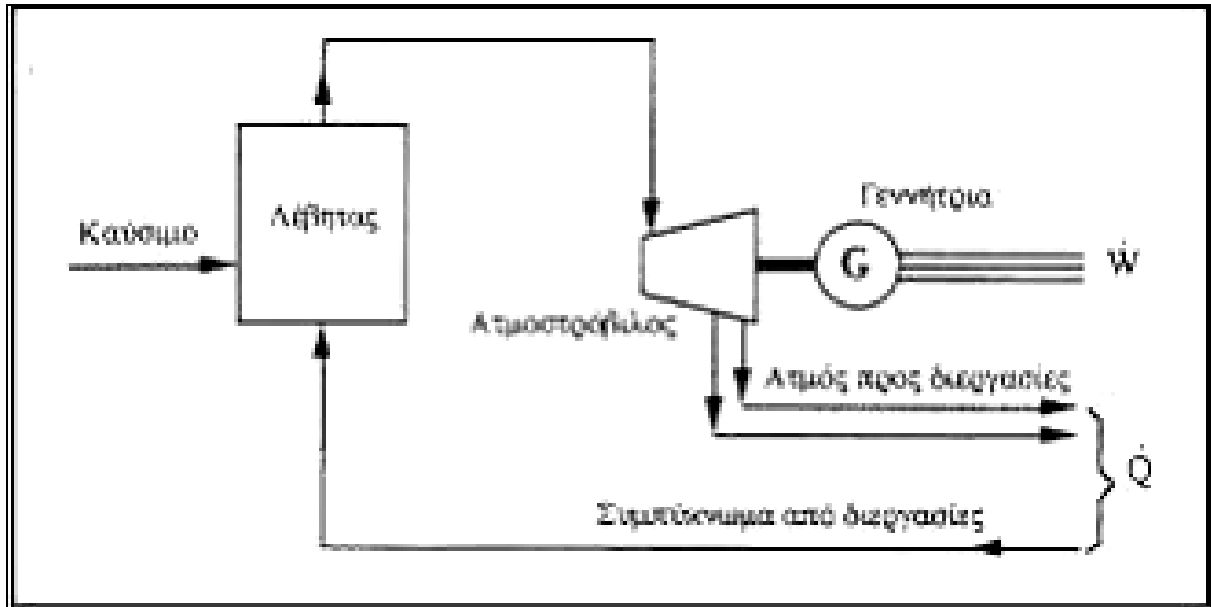 Καύσιμο
Λέβητας
Γεννήτρια
G
Ẇ
Ατμοστρόβιλος
Ατμός προς διεργασίες
Q̇
Συμπύκνωμα από διεργασίες